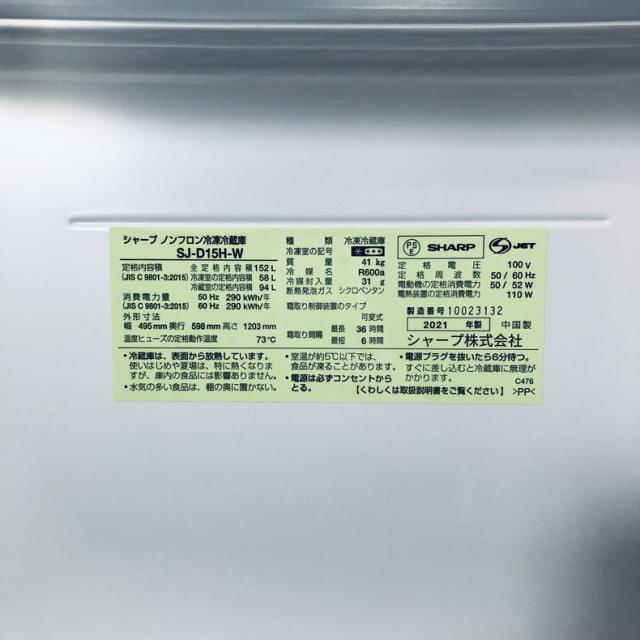 シャープ ノンフロン冷凍冷蔵庫
SJ-D15H-W
定格内容積 全定格内容積 152 L
(JIS C 9801-3:2015) 冷凍室の定格内容積 58 L
冷蔵室の定格内容積 94 L
消費電力量 50 Hz 290 kWh/年
(JIS C 9801-3:2015) 60 Hz 290 kWh/年
外形寸法
幅 495mm 奥行 598mm 高さ 1203mm
温度ヒューズの定格動作温度 73℃
種類 冷凍冷蔵庫
冷凍室の記号
質量 41 kg
冷媒名 R600a
冷媒封入量 31 g
断熱発泡ガス シクロペンタン
霜取り制御装置のタイプ
可変式
霜取り間隔 最長 36 時間
最短 6 時間
PS
E
SHARP
JET
定格電圧 100 V
定格周波数 50 / 60 Hz
電動機の定格消費電力 50 / 52 W
電熱装置の定格消費電力 110 W
製造番号 10023132
2021 年製 中国製
シャープ株式会社
・冷蔵庫は、表面から放熱しています。
使いはじめや夏場は、特に熱くなりま
すが、庫内の食品には影響ありません。
・水気の多い食品は、棚の奥に置かない。
・室温が約5℃以下では、
食品が凍ることがあります。
・電源は必ずコンセントから
とる。
・電源プラグを抜いたら6分待つ。
すぐに差し込むと冷蔵庫に無理が
かかります。
C476
【くわしくは取扱説明書をご覧ください】 >PP<